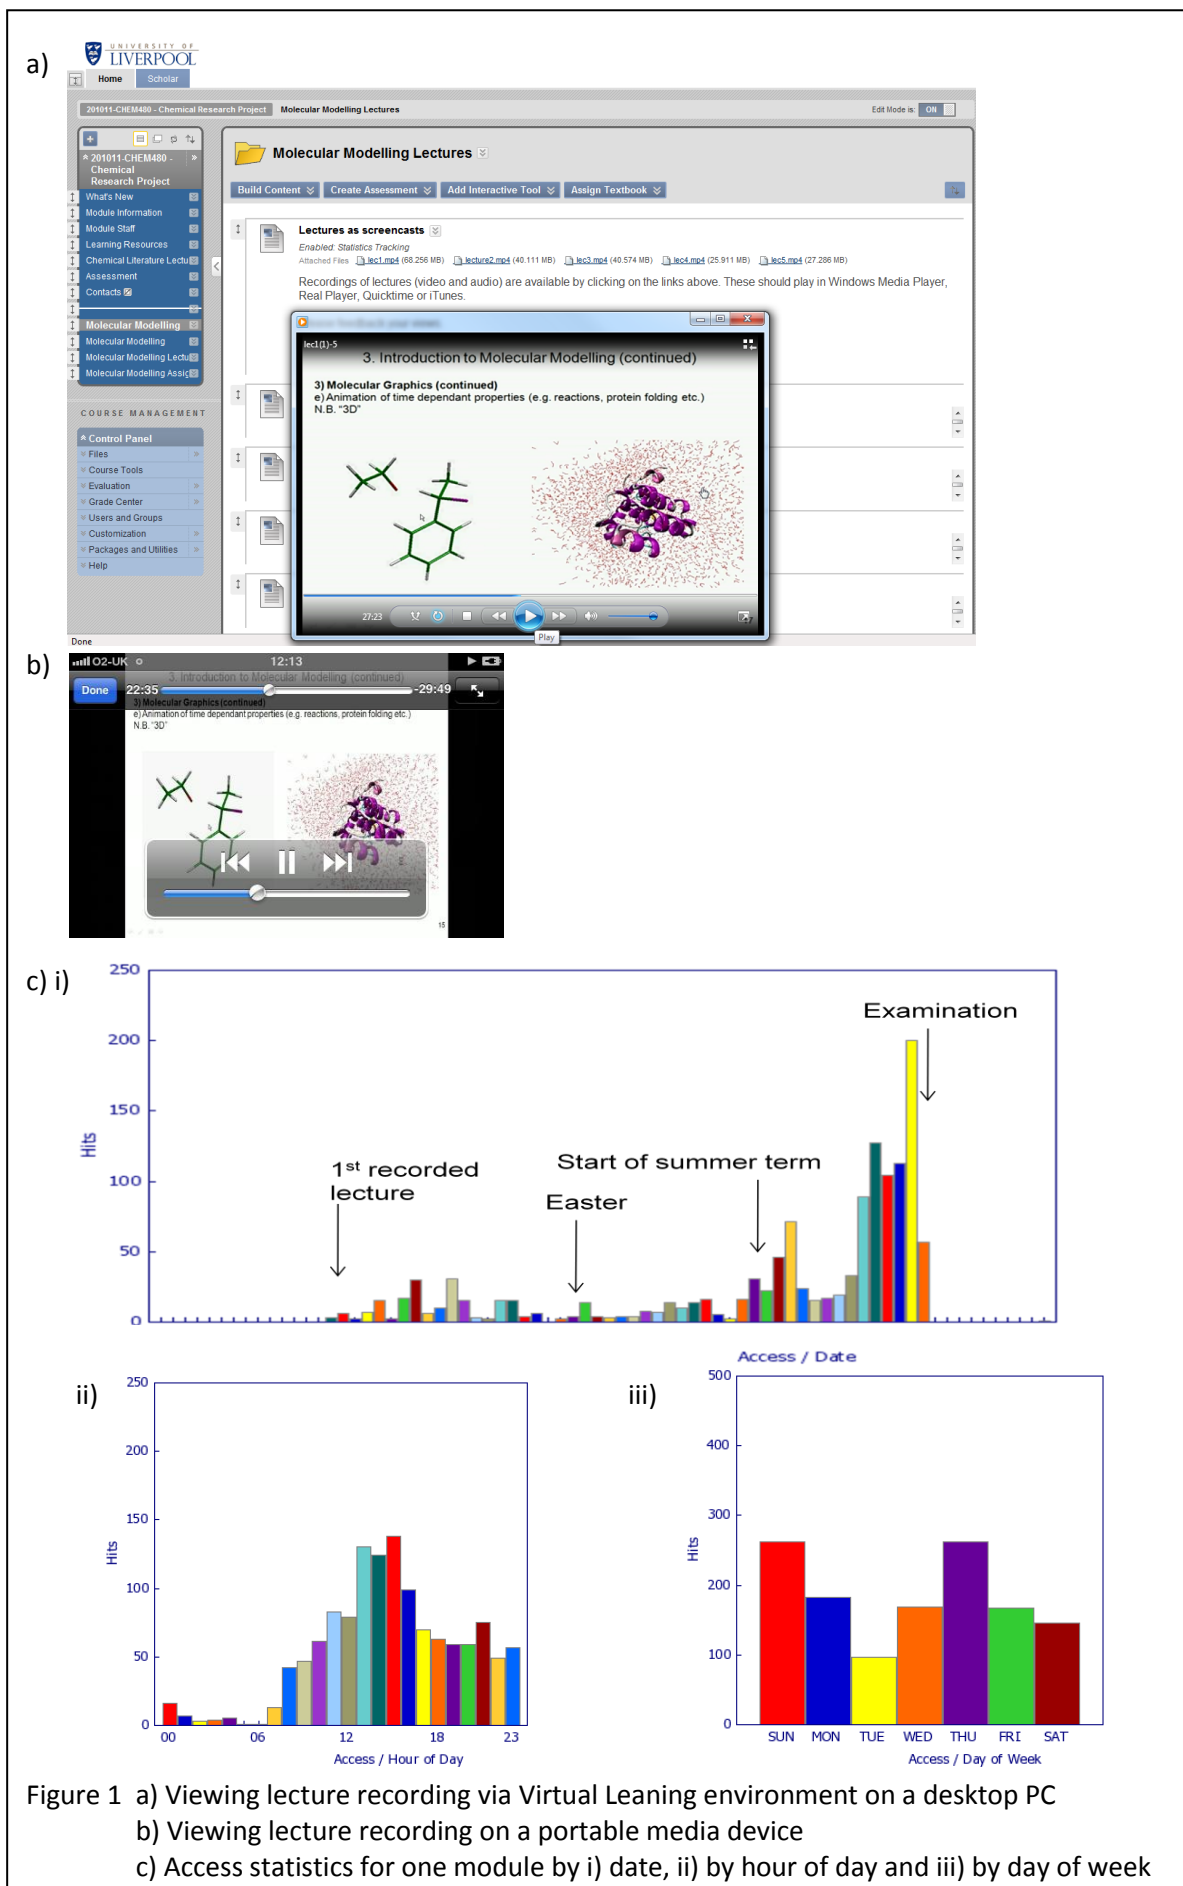 a)
UNIVERSITY OF
LIVERPOOL
Home
Scholar
201011-CHEM480 - Chemical Research Project
Molecular Modelling Lectures
Edit Mode is: ON
201011-CHEM480 -
Chemical
Research Project
What's New
Module Information
Module Staff
Learning Resources
Chemical Literature Lectu
Assessment
Contacts
Molecular Modelling
Molecular Modelling
Molecular Modelling Lectu
Molecular Modelling Assig
COURSE MANAGEMENT
Control Panel
Files
Course Tools
Evaluation
Grade Center
Users and Groups
Customization
Packages and Utilities
Help
Molecular Modelling Lectures
Build Content
Create Assessment
Add Interactive Tool
Assign Textbook
Lectures as screencasts
Enabled: Statistics Tracking
Attached Files lec1.mp4 (68.256 MB) lecture2.mp4 (40.111 MB) lec3.mp4 (40.574 MB) lec4.mp4 (25.911 MB) lec5.mp4 (27.286 MB)
Recordings of lectures (video and audio) are available by clicking on the links above. These should play in Windows Media Player,
Real Player, Quicktime or iTunes.
lec1(1)-5
3. Introduction to Molecular Modelling (continued)
3) Molecular Graphics (continued)
e) Animation of time dependant properties (e.g. reactions, protein folding etc.)
N.B. "3D"
27:23
Play
Done
b)
O2-UK
12:13
3. Introduction to Molecular Modelling (continued)
Done
22:35
-29:49
3) Molecular Graphics (continued)
e) Animation of time dependant properties (e.g. reactions, protein folding etc.)
N.B. "3D"
15
c) i)
250
200
150
100
50
0
Hits
1st recorded
lecture
Easter
Start of summer term
Examination
Access / Date
ii)
250
200
150
100
50
0
Hits
00 06 12 18 23
Access / Hour of Day
iii)
500
400
300
200
100
0
Hits
SUN MON TUE WED THU FRI SAT
Access / Day of Week
Figure 1 a) Viewing lecture recording via Virtual Leaning environment on a desktop PC
b) Viewing lecture recording on a portable media device
c) Access statistics for one module by i) date, ii) by hour of day and iii) by day of week